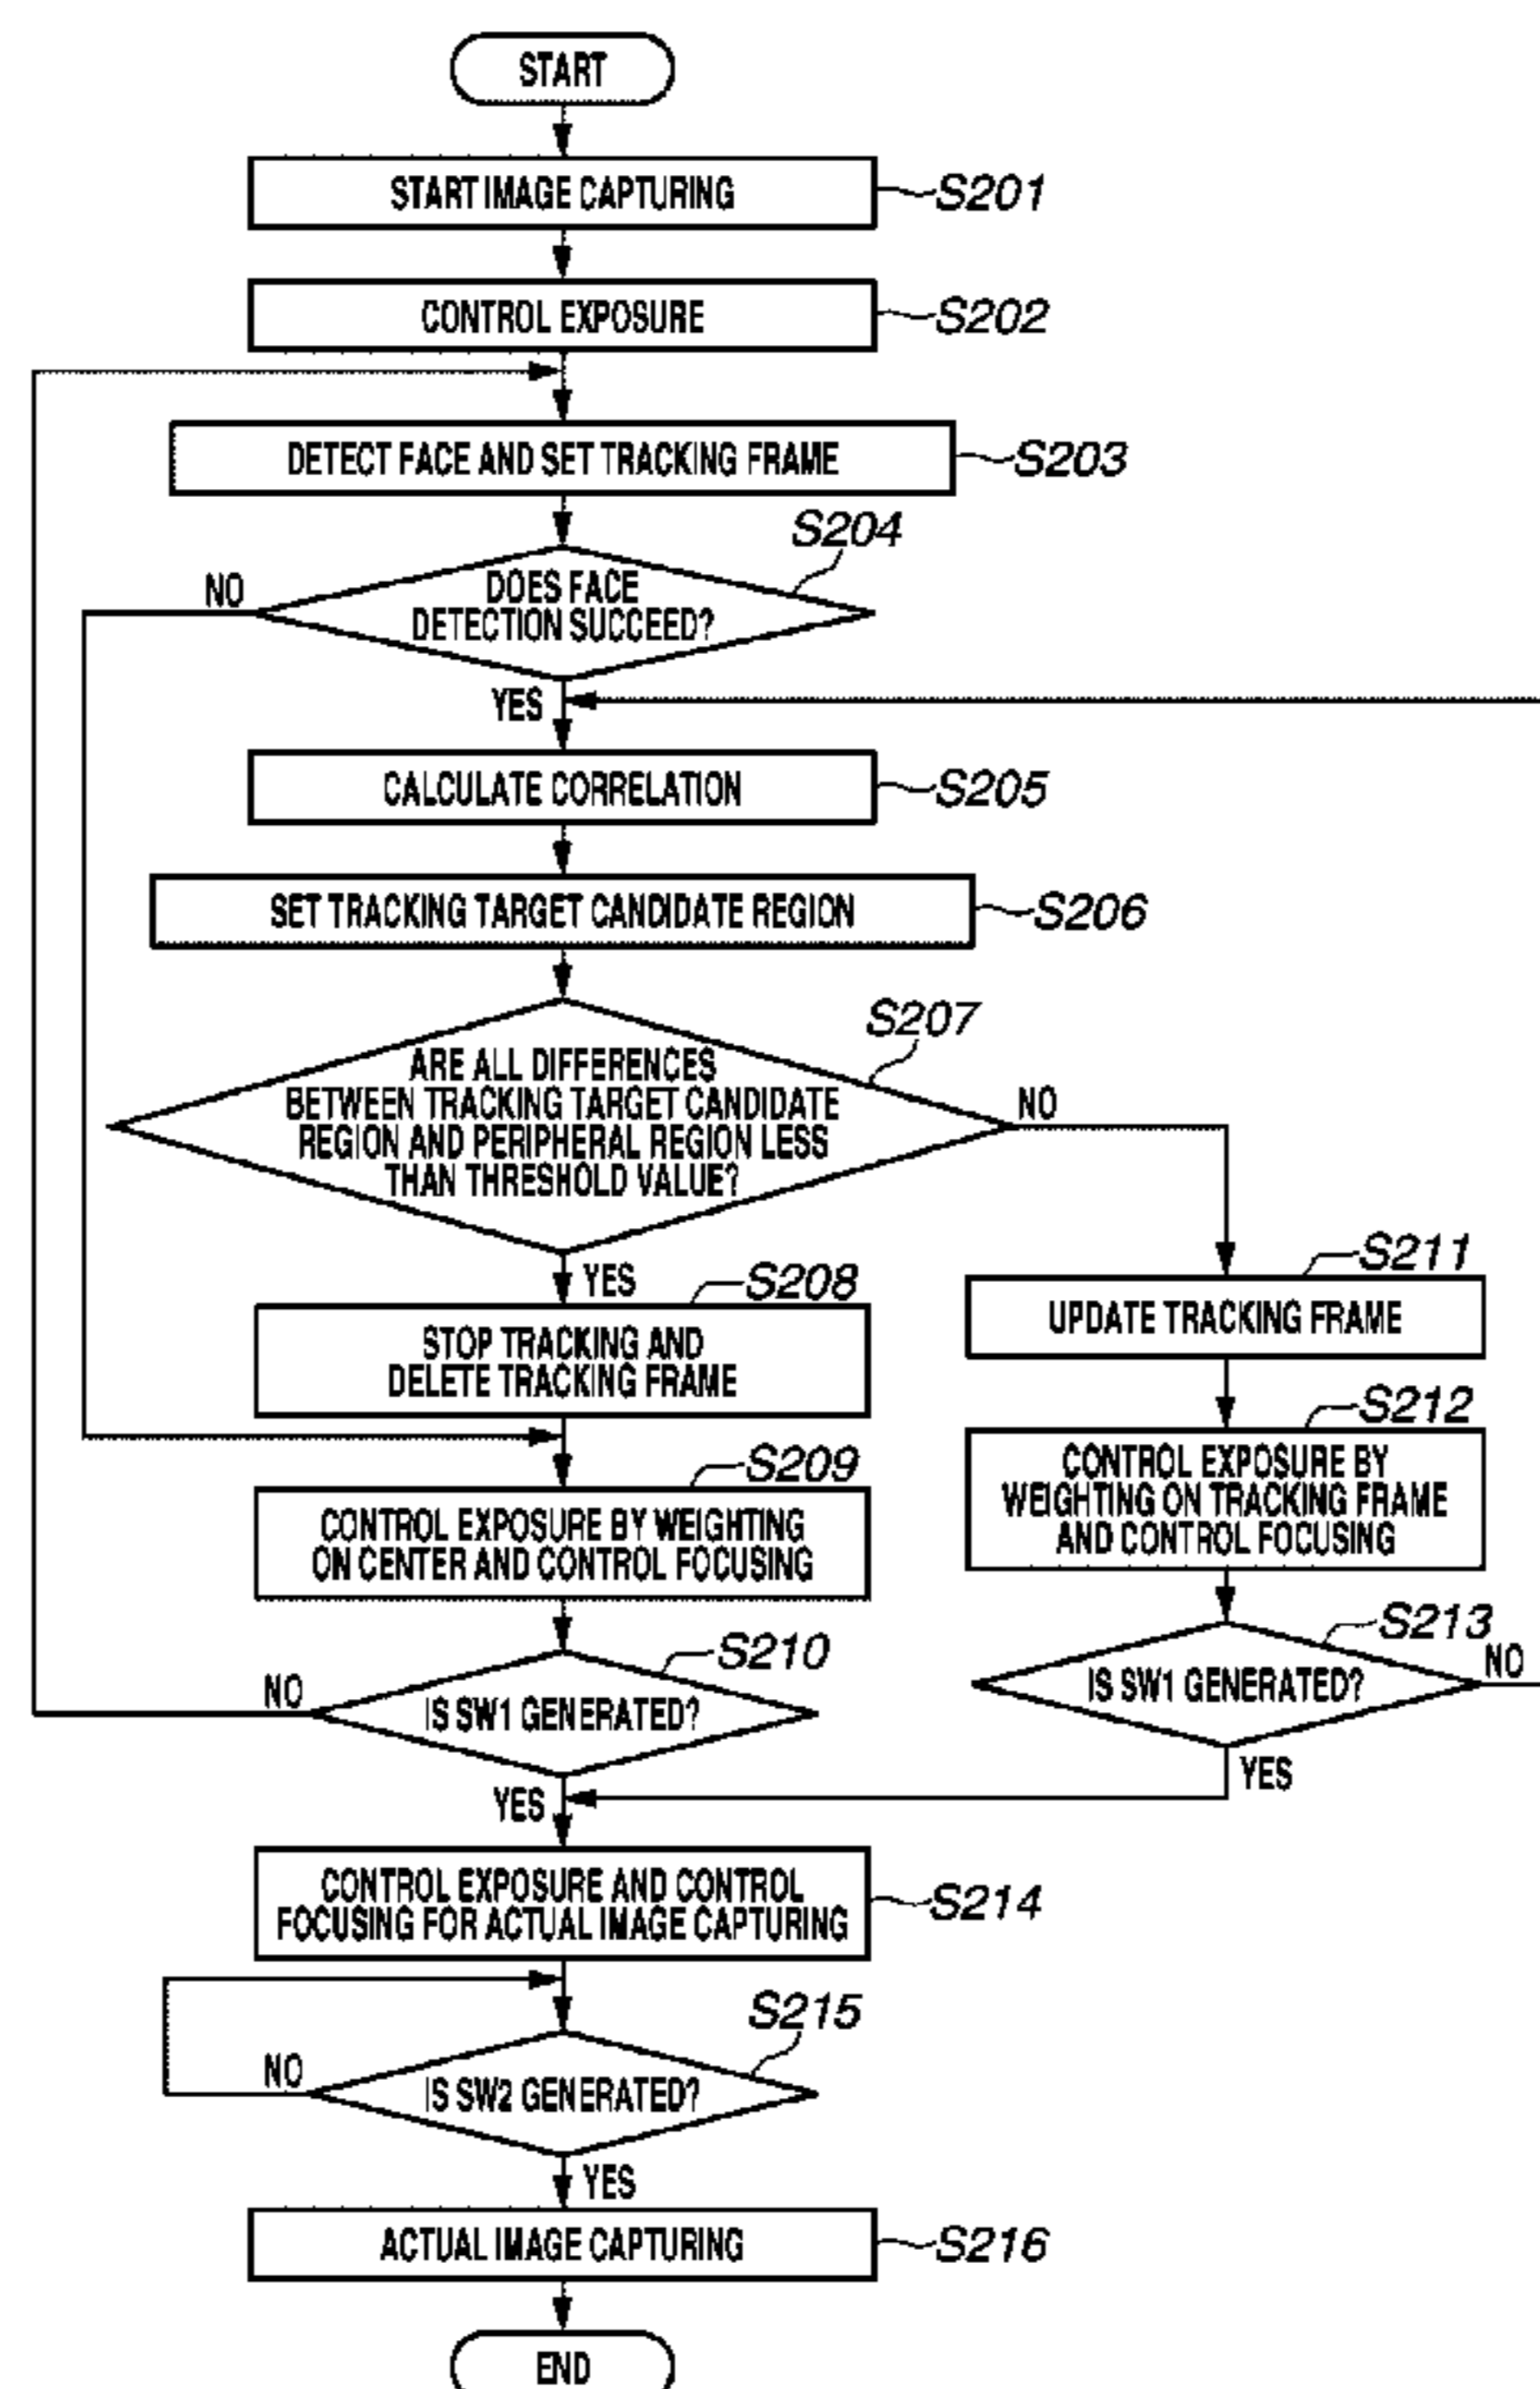 START
START IMAGE CAPTURING
S201
CONTROL EXPOSURE
S202
DETECT FACE AND SET TRACKING FRAME
S203
S204
NO
DOES FACE
DETECTION SUCCEED?
YES
CALCULATE CORRELATION
S205
SET TRACKING TARGET CANDIDATE REGION
S206
S207
ARE ALL DIFFERENCES
BETWEEN TRACKING TARGET CANDIDATE
REGION AND PERIPHERAL REGION LESS
THAN THRESHOLD VALUE?
NO
YES
S208
STOP TRACKING AND
DELETE TRACKING FRAME
S211
UPDATE TRACKING FRAME
S209
CONTROL EXPOSURE BY WEIGHTING
ON CENTER AND CONTROL FOCUSING
S212
CONTROL EXPOSURE BY
WEIGHTING ON TRACKING FRAME
AND CONTROL FOCUSING
S210
NO
IS SW1 GENERATED?
YES
S213
IS SW1 GENERATED?
NO
YES
CONTROL EXPOSURE AND CONTROL
FOCUSING FOR ACTUAL IMAGE CAPTURING
S214
S215
NO
IS SW2 GENERATED?
YES
ACTUAL IMAGE CAPTURING
S216
END